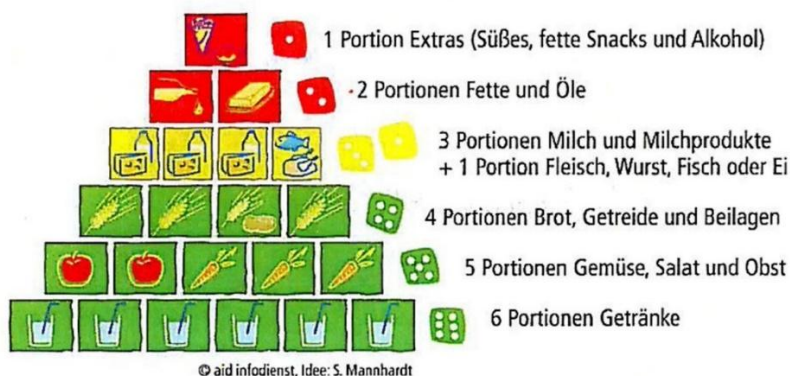 1 Portion Extras (Süßes, fette Snacks und Alkohol)
2 Portionen Fette und Öle
3 Portionen Milch und Milchprodukte
+ 1 Portion Fleisch, Wurst, Fisch oder Ei
4 Portionen Brot, Getreide und Beilagen
5 Portionen Gemüse, Salat und Obst
6 Portionen Getränke
© aid infodienst, Idee: S. Mannhardt